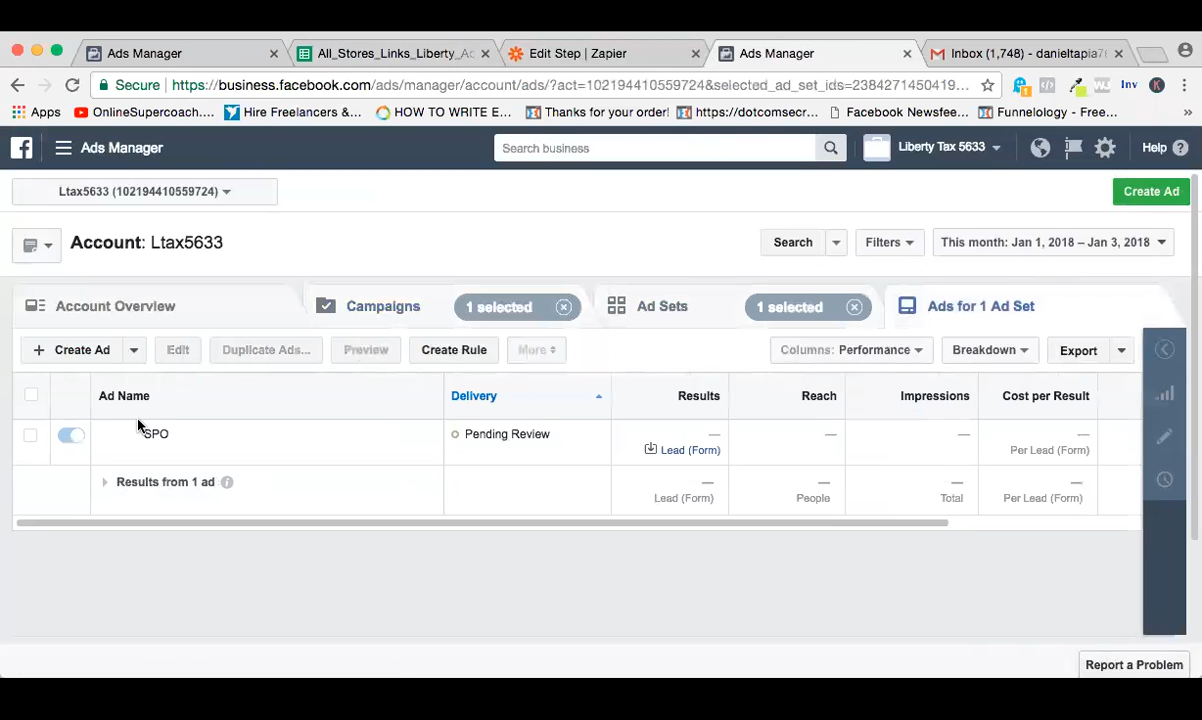 Ads Manager
All_Stores_Links_Liberty_Ac
Edit Step | Zapier
Ads Manager
Inbox (1,748) - danieltapia7
Secure
https://business.facebook.com/ads/manager/account/ads/?act=102194410559724&selected_ad_set_ids=2384271450419...
Inv
K
Apps
OnlineSupercoach....
Hire Freelancers &...
HOW TO WRITE E...
Thanks for your order!
https://dotcomsecr...
Facebook Newsfee...
Funnelology - Free...
»
Ads Manager
Search business
Liberty Tax 5633
Help
Ltax5633 (102194410559724)
Create Ad
Account: Ltax5633
Search
Filters
This month: Jan 1, 2018 – Jan 3, 2018
Account Overview
Campaigns
1 selected
Ad Sets
1 selected
Ads for 1 Ad Set
+ Create Ad
Edit
Duplicate Ads...
Preview
Create Rule
More
Columns: Performance
Breakdown
Export
Ad Name
Delivery
Results
Reach
Impressions
Cost per Result
SPO
Pending Review
—
Lead (Form)
—
—
—
Per Lead (Form)
Results from 1 ad
—
Lead (Form)
—
People
—
Total
—
Per Lead (Form)
Report a Problem